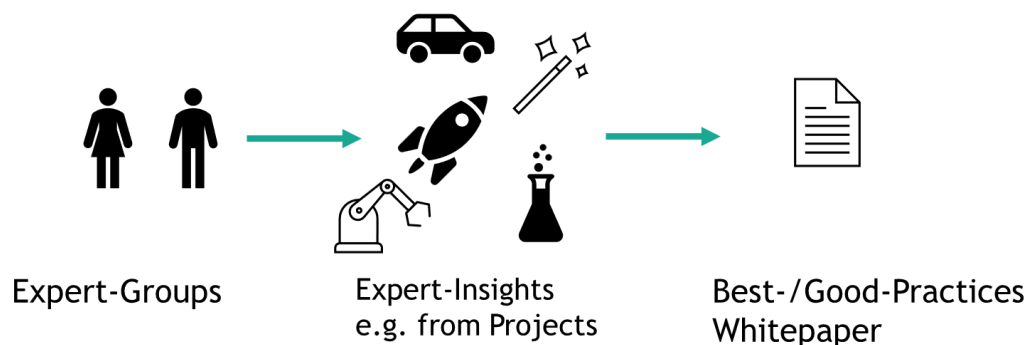 Expert-Groups
Expert-Insights
e.g. from Projects
Best-/Good-Practices
Whitepaper